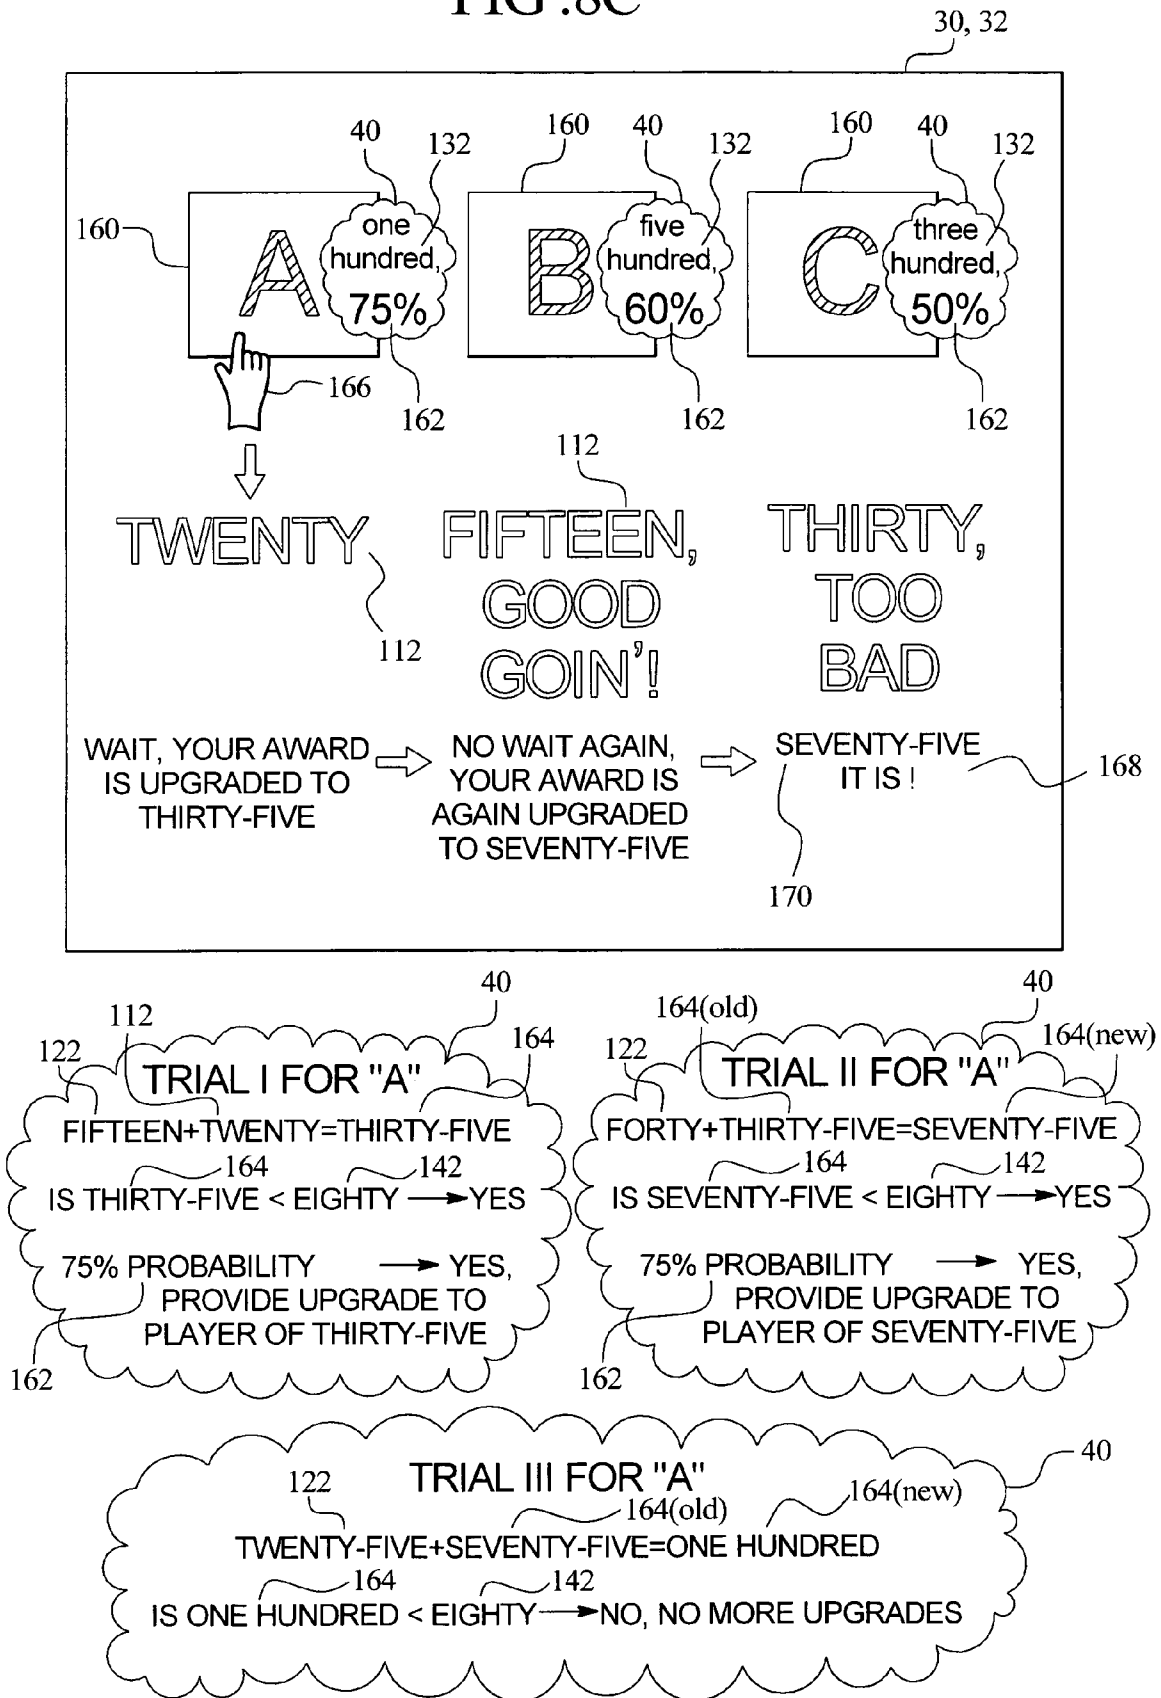 FIG.8C
30, 32
40
132
160
40
132
160
40
132
160
A
one
hundred,
75%
B
five
hundred,
60%
C
three
hundred,
50%
166
162
162
162
112
TWENTY
112
FIFTEEN,
GOOD
GOIN'!
THIRTY,
TOO
BAD
WAIT, YOUR AWARD
IS UPGRADED TO
THIRTY-FIVE
NO WAIT AGAIN,
YOUR AWARD IS
AGAIN UPGRADED
TO SEVENTY-FIVE
SEVENTY-FIVE
IT IS !
168
170
40
112
164
122
TRIAL I FOR "A"
FIFTEEN+TWENTY=THIRTY-FIVE
164
142
IS THIRTY-FIVE < EIGHTY → YES
75% PROBABILITY → YES,
PROVIDE UPGRADE TO
PLAYER OF THIRTY-FIVE
162
40
164(old)
164(new)
122
TRIAL II FOR "A"
FORTY+THIRTY-FIVE=SEVENTY-FIVE
164
142
IS SEVENTY-FIVE < EIGHTY → YES
75% PROBABILITY → YES,
PROVIDE UPGRADE TO
PLAYER OF SEVENTY-FIVE
162
40
TRIAL III FOR "A"
122
164(old)
164(new)
TWENTY-FIVE+SEVENTY-FIVE=ONE HUNDRED
164
142
IS ONE HUNDRED < EIGHTY → NO, NO MORE UPGRADES